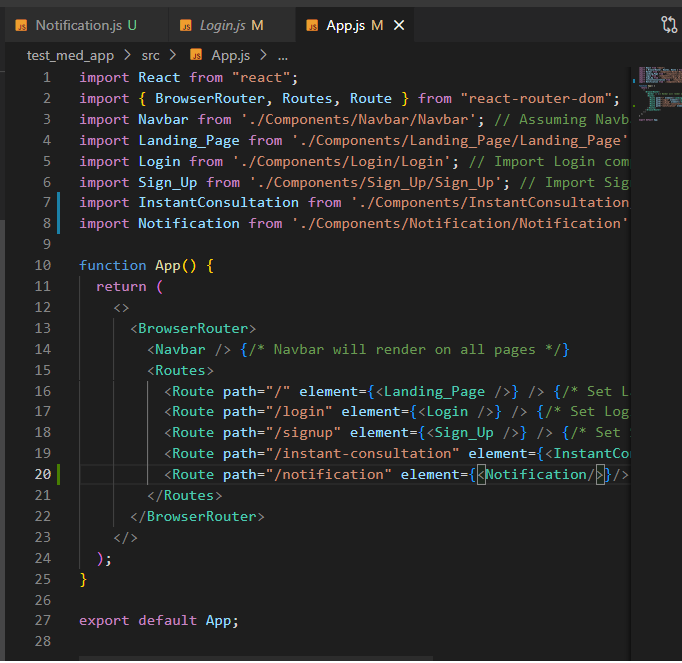 JS Notification.js U JS Login.js M JS App.js M ×
test_med_app > src > JS App.js > ...
1 import React from "react";
2 import { BrowserRouter, Routes, Route } from "react-router-dom";
3 import Navbar from './Components/Navbar/Navbar'; // Assuming Navb
4 import Landing_Page from './Components/Landing_Page/Landing_Page'
5 import Login from './Components/Login/Login'; // Import Login com
6 import Sign_Up from './Components/Sign_Up/Sign_Up'; // Import Sig
7 import InstantConsultation from './Components/InstantConsultation
8 import Notification from './Components/Notification/Notification'
9
10 function App() {
11 return (
12 <>
13 <BrowserRouter>
14 <Navbar /> {/* Navbar will render on all pages */}
15 <Routes>
16 <Route path="/" element={<Landing_Page />} /> {/* Set L
17 <Route path="/login" element={<Login />} /> {/* Set Log
18 <Route path="/signup" element={<Sign_Up />} /> {/* Set
19 <Route path="/instant-consultation" element={<InstantCo
20 <Route path="/notification" element={<Notification/>}/>
21 </Routes>
22 </BrowserRouter>
23 </>
24 );
25 }
26
27 export default App;
28